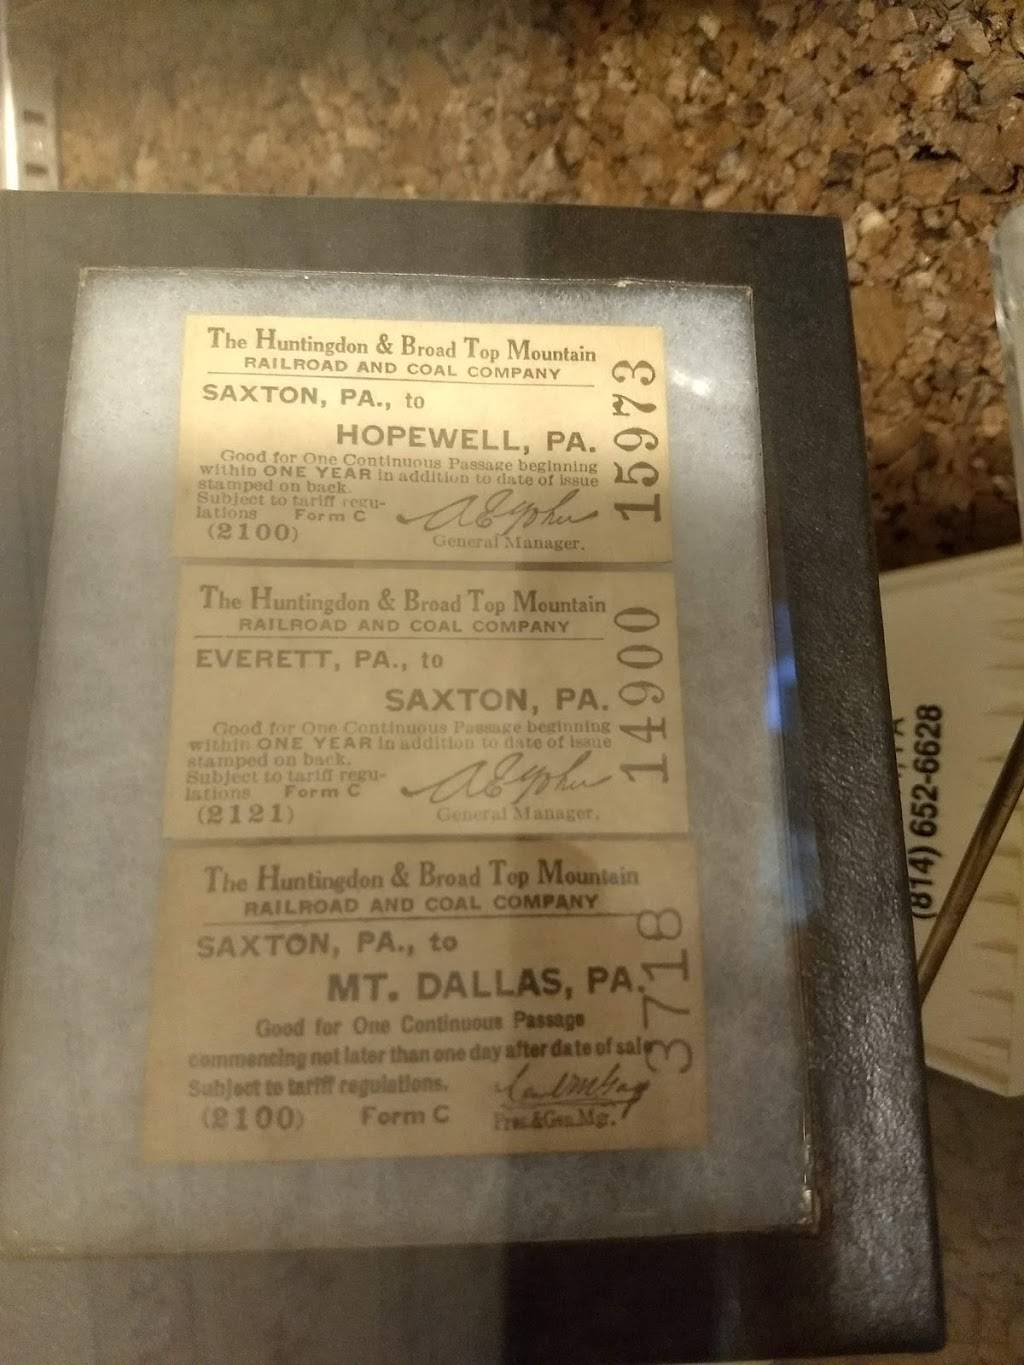 The Huntingdon & Broad Top Mountain
RAILROAD AND COAL COMPANY
SAXTON, PA., to
HOPEWELL, PA.
Good for One Continuous Passage beginning
within ONE YEAR in addition to date of issue
stamped on back.
Subject to tariff regu-
lations Form C
(2100)
General Manager.
15973
The Huntingdon & Broad Top Mountain
RAILROAD AND COAL COMPANY
EVERETT, PA., to
SAXTON, PA.
Good for One Continuous Passage beginning
within ONE YEAR in addition to date of issue
stamped on back.
Subject to tariff regu-
lations Form C
(2121)
General Manager.
14900
The Huntingdon & Broad Top Mountain
RAILROAD AND COAL COMPANY
SAXTON, PA., to
MT. DALLAS, PA.
Good for One Continuous Passage
commencing not later than one day after date of sale
Subject to tariff regulations.
(2100) Form C
Pres.&Gen.Mgr.
3718
(814) 652-6628